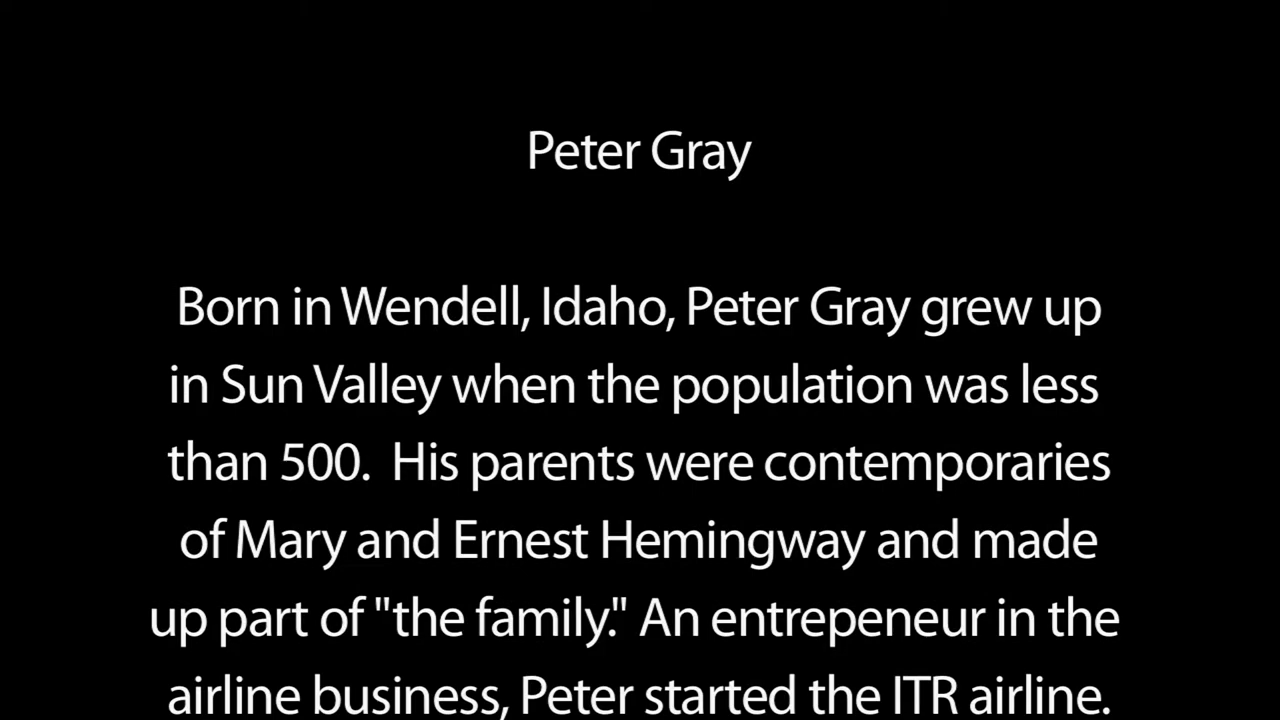 Peter Gray
Born in Wendell, Idaho, Peter Gray grew up
in Sun Valley when the population was less
than 500.  His parents were contemporaries
of Mary and Ernest Hemingway and made
up part of "the family." An entrepeneur in the
airline business, Peter started the ITR airline.